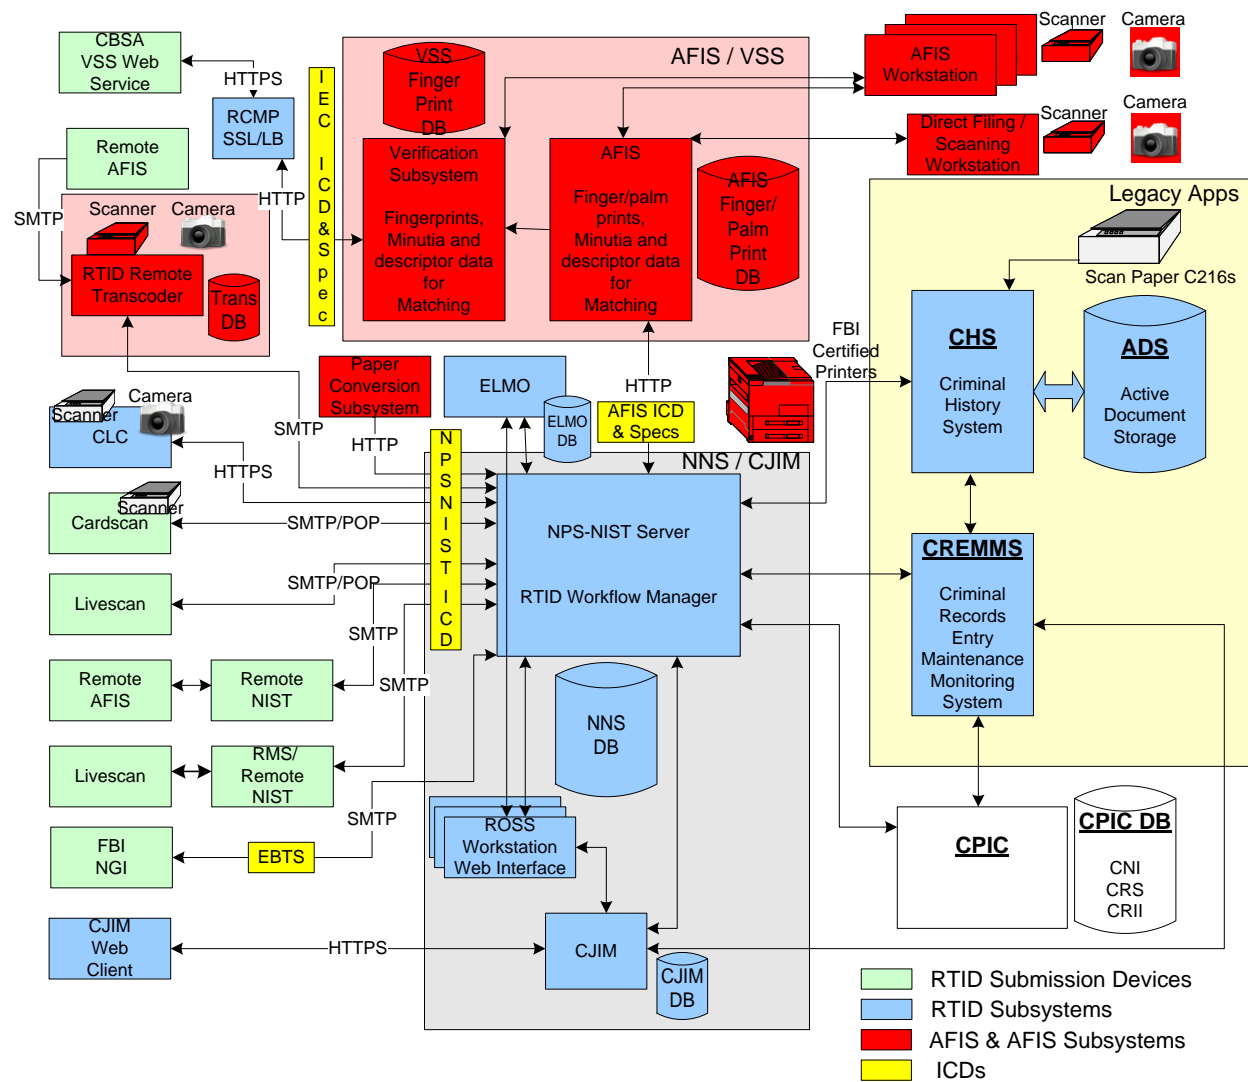 CBSA
VSS Web
Service
HTTPS
RCMP
SSL/LB
Remote
AFIS
SMTP
HTTP
Scanner
Camera
RTID Remote
Transcoder
Trans
DB
IEC ICD&Spec
AFIS / VSS
VSS
Finger
Print
DB
Verification
Subsystem
Fingerprints,
Minutia and
descriptor data
for
Matching
AFIS
Finger/palm
prints,
Minutia and
descriptor data
for
Matching
AFIS
Finger/
Palm
Print
DB
AFIS
Workstation
Scanner
Camera
Direct Filing /
Scaaning
Workstation
Scanner
Camera
Legacy Apps
Scan Paper C216s
CHS
Criminal
History
System
ADS
Active
Document
Storage
CREMMS
Criminal
Records
Entry
Maintenance
Monitoring
System
CPIC
CPIC DB
CNI
CRS
CRII
FBI
Certified
Printers
Paper
Conversion
Subsystem
HTTP
ELMO
ELMO
DB
HTTP
AFIS ICD
& Specs
Scanner
CLC
Camera
HTTPS
SMTP
NPSNIST ICD
NNS / CJIM
NPS-NIST Server
RTID Workflow Manager
Scanner
Cardscan
SMTP/POP
Livescan
SMTP/POP
SMTP
Remote
AFIS
Remote
NIST
SMTP
Livescan
RMS/
Remote
NIST
SMTP
FBI
NGI
EBTS
NNS
DB
ROSS
Workstation
Web Interface
CJIM
Web
Client
HTTPS
CJIM
CJIM
DB
RTID Submission Devices
RTID Subsystems
AFIS & AFIS Subsystems
ICDs